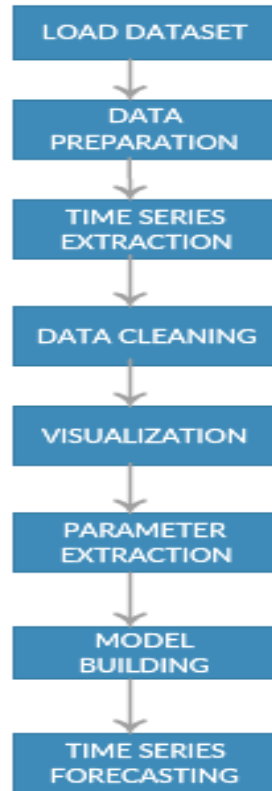 LOAD DATASET
DATA
PREPARATION
TIME SERIES
EXTRACTION
DATA CLEANING
VISUALIZATION
PARAMETER
EXTRACTION
MODEL
BUILDING
TIME SERIES
FORECASTING